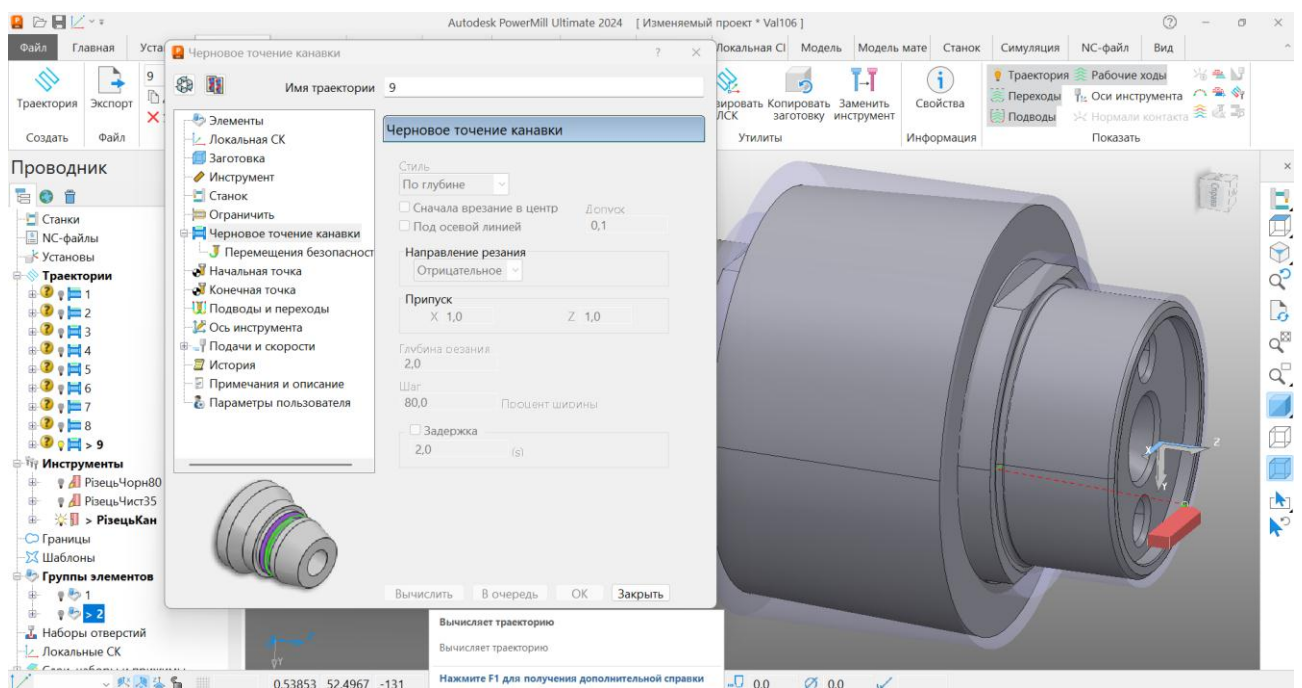 Autodesk PowerMill Ultimate 2024 [ Изменяемый проект * Val106 ]
Файл Главная Уста Локальная СІ Модель Модель мате Станок Симуляция NC-файл Вид
Траектория Экспорт 9
Создать Файл
ЛСК Копировать заготовку Заменить инструмент Свойства
Утилиты Информация
Траектория Рабочие ходы
Переходы Оси инструмента
Подводы Нормали контакта
Показать
Проводник
Станки
NC-файлы
Установы
Траектории
1
2
3
4
5
6
7
8
> 9
Инструменты
РізецьЧорн80
РізецьЧист35
> РізецьКан
Границы
Шаблоны
Группы элементов
1
> 2
Наборы отверстий
Локальные СК
Черновое точение канавки
Имя траектории 9
Элементы
Локальная СК
Заготовка
Инструмент
Станок
Ограничить
Черновое точение канавки
Перемещения безопасност
Начальная точка
Конечная точка
Подводы и переходы
Ось инструмента
Подачи и скорости
История
Примечания и описание
Параметры пользователя
Черновое точение канавки
Стиль
По глубине
Сначала врезание в центр Допуск
Под осевой линией 0,1
Направление резания
Отрицательное
Припуск
X 1,0 Z 1,0
Глубина резания
2,0
Шаг
80,0 Процент ширины
Задержка
2,0 (s)
Вычислить В очередь ОК Закрыть
Вычисляет траекторию
Вычисляет траекторию
Нажмите F1 для получения дополнительной справки
Справа
X Z
Y
Y
0.53853 52.4967 -131 0.0 0.0